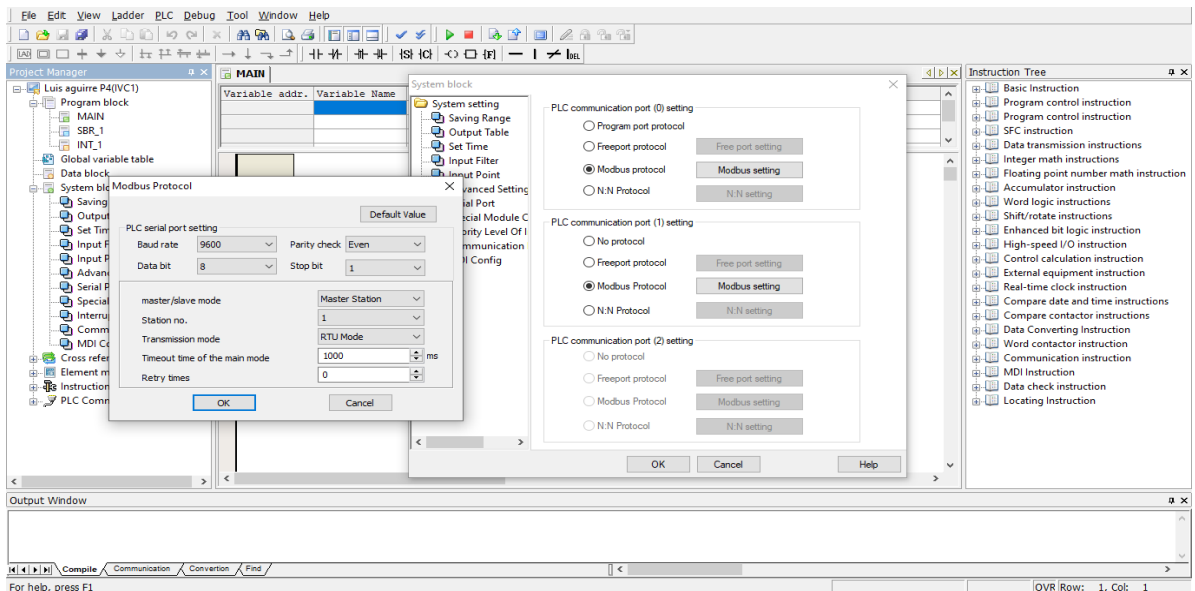 File Edit View Ladder PLC Debug Tool Window Help
Project Manager
Luis aguirre P4(IVC1)
Program block
MAIN
SBR_1
INT_1
Global variable table
Data block
System blo
Saving
Output
Set Tim
Input F
Input P
Advan
Serial P
Special
Interru
Comm
MDI Co
Cross refer
Element m
Instruction
PLC Comm
MAIN
Variable addr. Variable Name
Modbus Protocol
Default Value
PLC serial port setting
Baud rate 9600 Parity check Even
Data bit 8 Stop bit 1
master/slave mode Master Station
Station no. 1
Transmission mode RTU Mode
Timeout time of the main mode 1000 ms
Retry times 0
OK Cancel
System block
System setting
Saving Range
Output Table
Set Time
Input Filter
Input Point
vanced Setting
ial Port
ecial Module C
ority Level Of I
mmunication
I Config
PLC communication port (0) setting
Program port protocol
Freeport protocol Free port setting
Modbus protocol Modbus setting
N:N Protocol N:N setting
PLC communication port (1) setting
No protocol
Freeport protocol Free port setting
Modbus Protocol Modbus setting
N:N Protocol N:N setting
PLC communication port (2) setting
No protocol
Freeport protocol Free port setting
Modbus Protocol Modbus setting
N:N Protocol N:N setting
OK Cancel Help
Instruction Tree
Basic Instruction
Program control instruction
Program control instruction
SFC instruction
Data transmission instructions
Integer math instructions
Floating point number math instruction
Accumulator instruction
Word logic instructions
Shift/rotate instructions
Enhanced bit logic instruction
High-speed I/O instruction
Control calculation instruction
External equipment instruction
Real-time clock instruction
Compare date and time instructions
Compare contactor instructions
Data Converting Instruction
Word contactor instruction
Communication instruction
MDI Instruction
Data check instruction
Locating Instruction
Output Window
Compile Communication Convertion Find
For help, press F1
OVR Row: 1, Col: 1